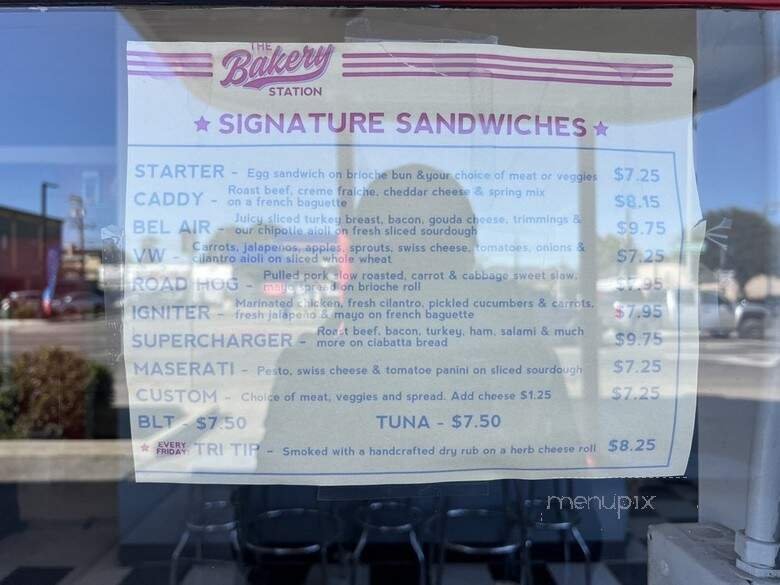 THE
Bakery
STATION
★ SIGNATURE SANDWICHES ★
STARTER - Egg sandwich on brioche bun &your choice of meat or veggies $7.25
CADDY - Roast beef, creme fraiche, cheddar cheese & spring mix
on a french baguette $8.15
BEL AIR - Juicy sliced turkey breast, bacon, gouda cheese, trimmings &
our chipotle aioli on fresh sliced sourdough $9.75
VW - Carrots, jalapeños, apples, sprouts, swiss cheese, tomatoes, onions &
cilantro aioli on sliced whole wheat $7.25
ROAD HOG - Pulled pork slow roasted, carrot & cabbage sweet slaw,
mayo spread on brioche roll $7.95
IGNITER - Marinated chicken, fresh cilantro, pickled cucumbers & carrots,
fresh jalapeño & mayo on french baguette $7.95
SUPERCHARGER - Roast beef, bacon, turkey, ham, salami & much
more on ciabatta bread $9.75
MASERATI - Pesto, swiss cheese & tomatoe panini on sliced sourdough $7.25
CUSTOM - Choice of meat, veggies and spread. Add cheese $1.25 $7.25
BLT - $7.50 TUNA - $7.50
★ EVERY FRIDAY! TRI TIP - Smoked with a handcrafted dry rub on a herb cheese roll $8.25
menupix